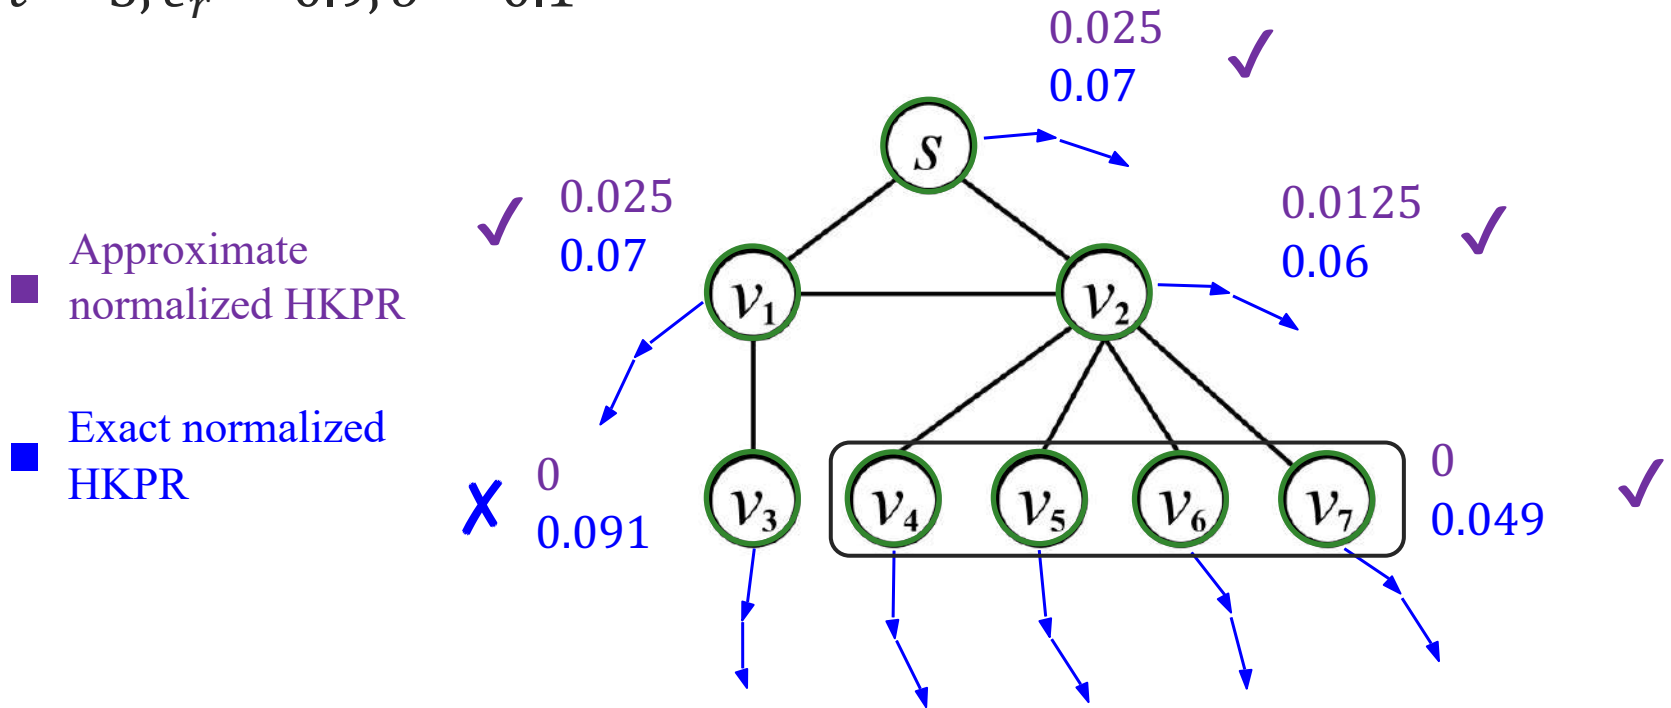 0.025
0.07
s
0.025
0.07
0.0125
0.06
Approximate
normalized HKPR
v₁
v₂
Exact normalized
HKPR
0
0.091
v₃
v₄
v₅
v₆
v₇
0
0.049